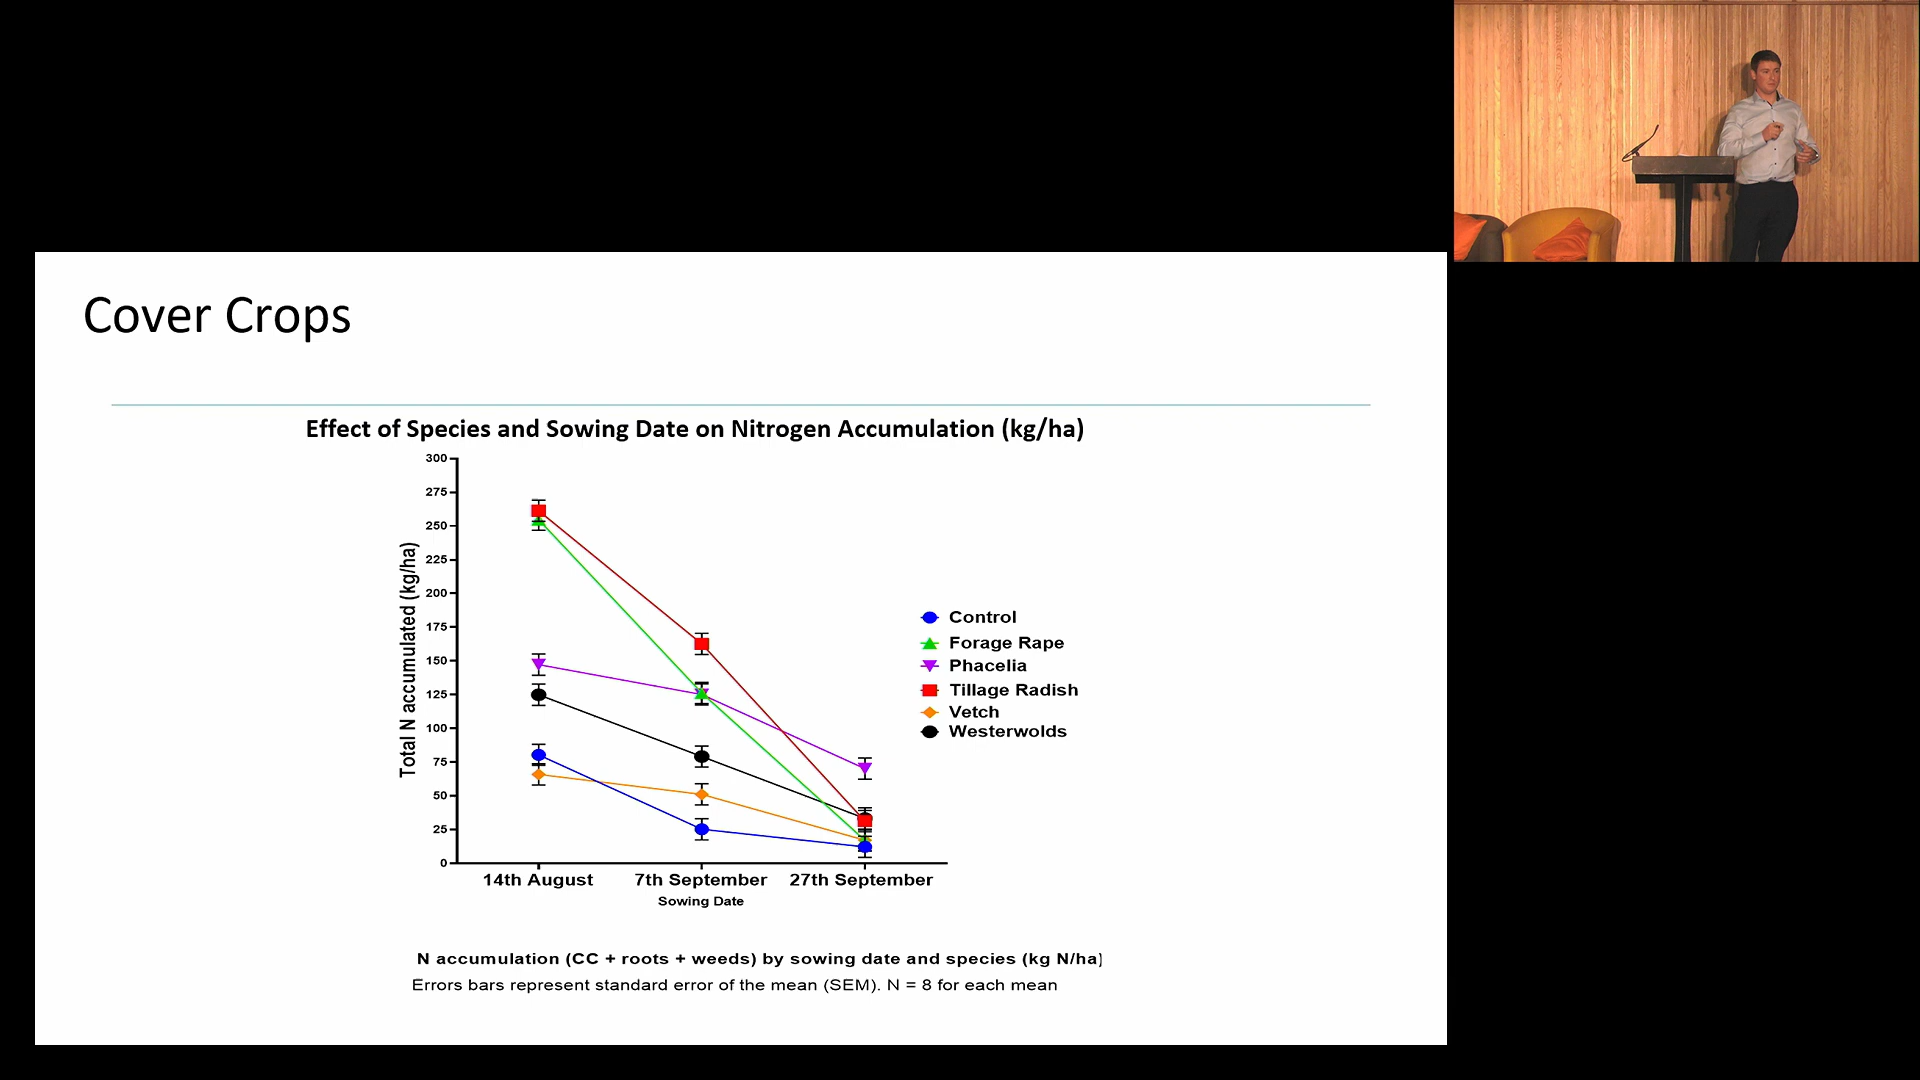 Cover Crops
Effect of Species and Sowing Date on Nitrogen Accumulation (kg/ha)
Total N accumulated (kg/ha)
300
275
250
225
200
175
150
125
100
75
50
25
0
14th August
7th September
27th September
Sowing Date
Control
Forage Rape
Phacelia
Tillage Radish
Vetch
Westerwolds
N accumulation (CC + roots + weeds) by sowing date and species (kg N/ha)
Errors bars represent standard error of the mean (SEM). N = 8 for each mean